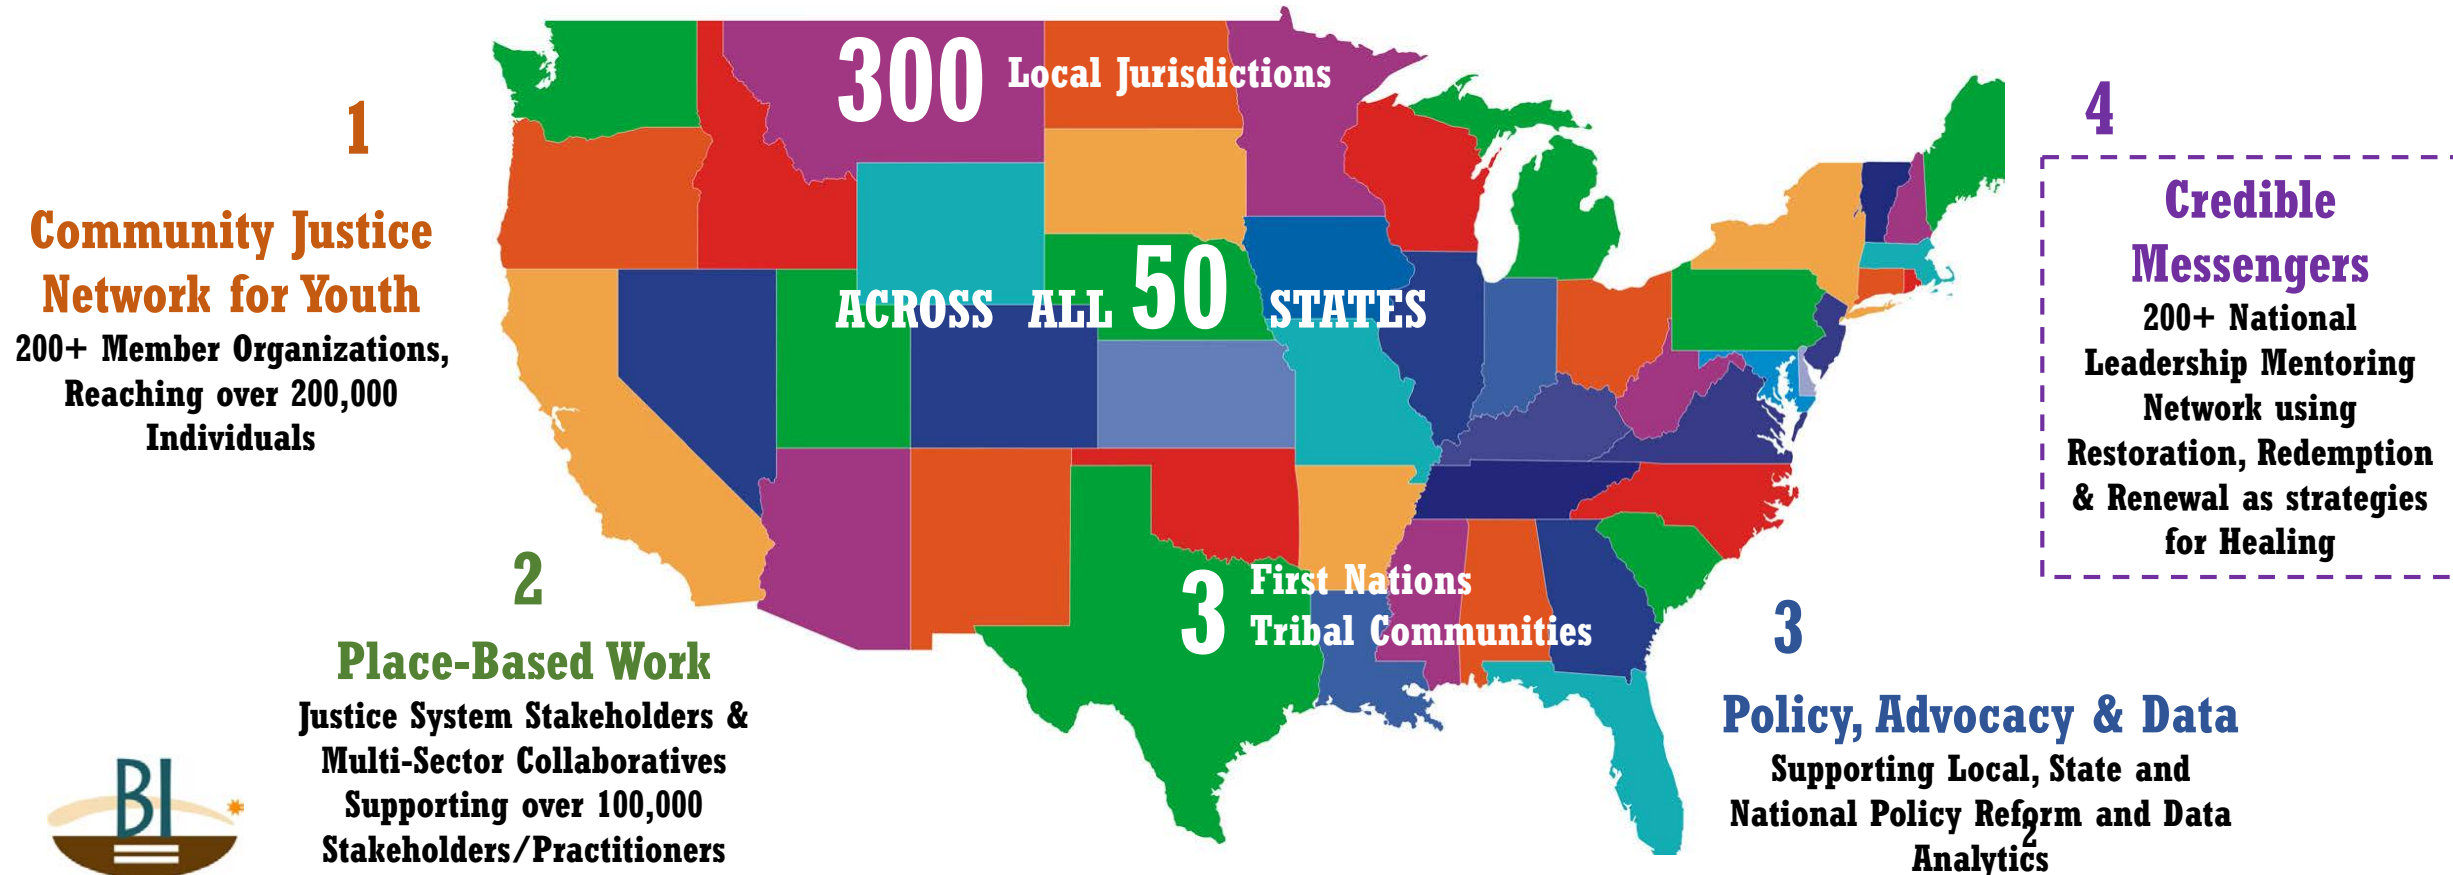 300 Local Jurisdictions
ACROSS ALL 50 STATES
3 First Nations
Tribal Communities
1
Community Justice
Network for Youth
200+ Member Organizations,
Reaching over 200,000
Individuals
2
Place-Based Work
Justice System Stakeholders &
Multi-Sector Collaboratives
Supporting over 100,000
Stakeholders/Practitioners
3
Policy, Advocacy & Data
Supporting Local, State and
National Policy Reform and Data
Analytics
4
Credible
Messengers
200+ National
Leadership Mentoring
Network using
Restoration, Redemption
& Renewal as strategies
for Healing
BI
2